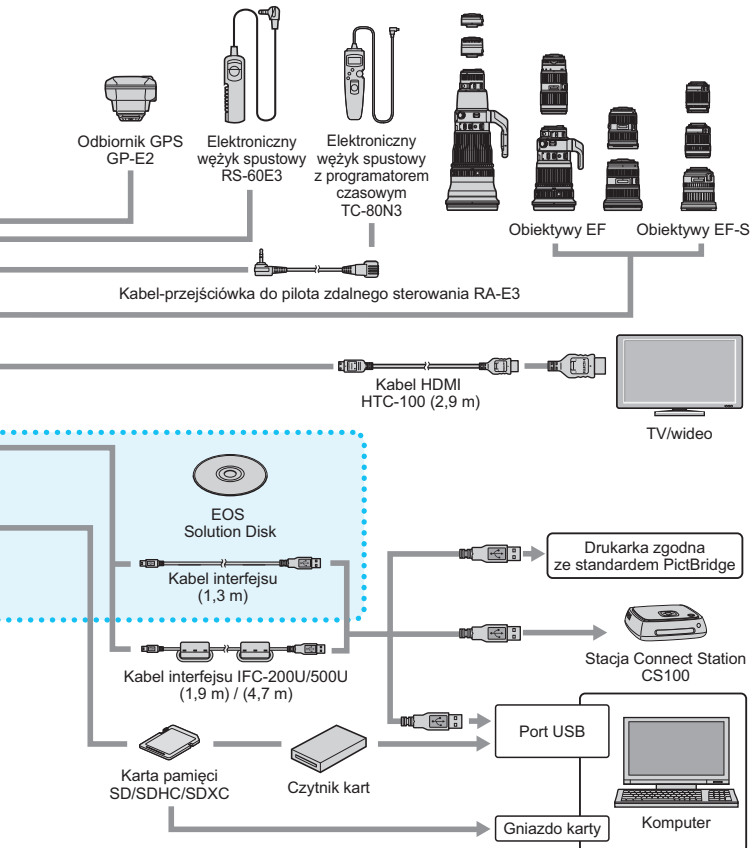 Odbiornik GPS
GP-E2
Elektroniczny
wężyk spustowy
RS-60E3
Elektroniczny
wężyk spustowy
z programatorem
czasowym
TC-80N3
Obiektywy EF
Obiektywy EF-S
Kabel-przejściówka do pilota zdalnego sterowania RA-E3
Kabel HDMI
HTC-100 (2,9 m)
TV/wideo
EOS
Solution Disk
Kabel interfejsu
(1,3 m)
Drukarka zgodna
ze standardem PictBridge
Kabel interfejsu IFC-200U/500U
(1,9 m) / (4,7 m)
Stacja Connect Station
CS100
Port USB
Karta pamięci
SD/SDHC/SDXC
Czytnik kart
Gniazdo karty
Komputer